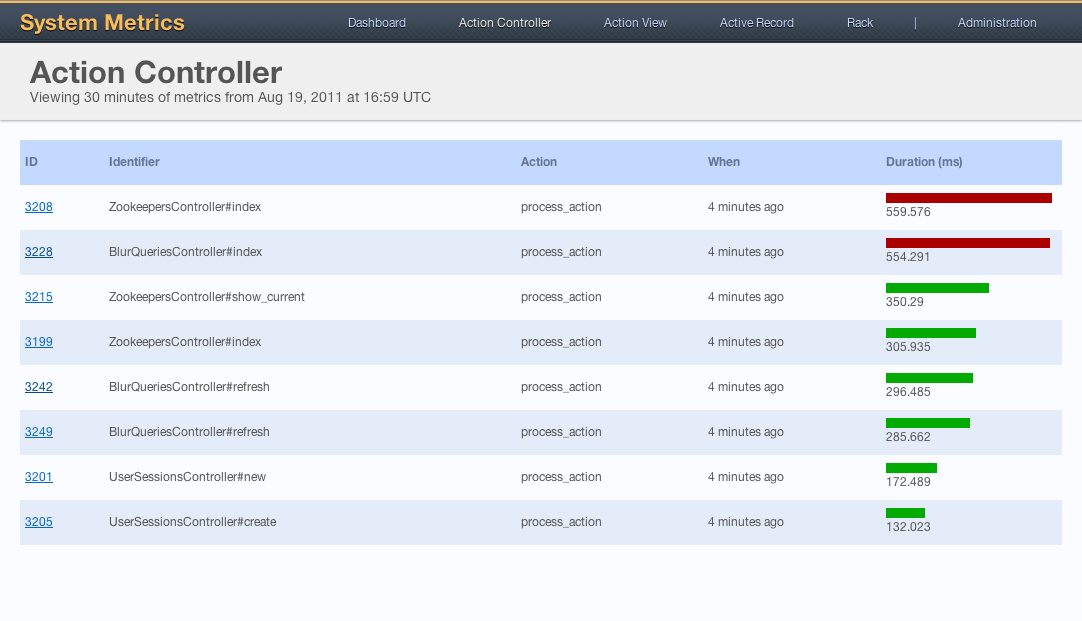 System Metrics Dashboard Action Controller Action View Active Record Rack | Administration
Action Controller
Viewing 30 minutes of metrics from Aug 19, 2011 at 16:59 UTC
ID Identifier Action When Duration (ms)
3208 ZookeepersController#index process_action 4 minutes ago 559.576
3228 BlurQueriesController#index process_action 4 minutes ago 554.291
3215 ZookeepersController#show_current process_action 4 minutes ago 350.29
3199 ZookeepersController#index process_action 4 minutes ago 305.935
3242 BlurQueriesController#refresh process_action 4 minutes ago 296.485
3249 BlurQueriesController#refresh process_action 4 minutes ago 285.662
3201 UserSessionsController#new process_action 4 minutes ago 172.489
3205 UserSessionsController#create process_action 4 minutes ago 132.023